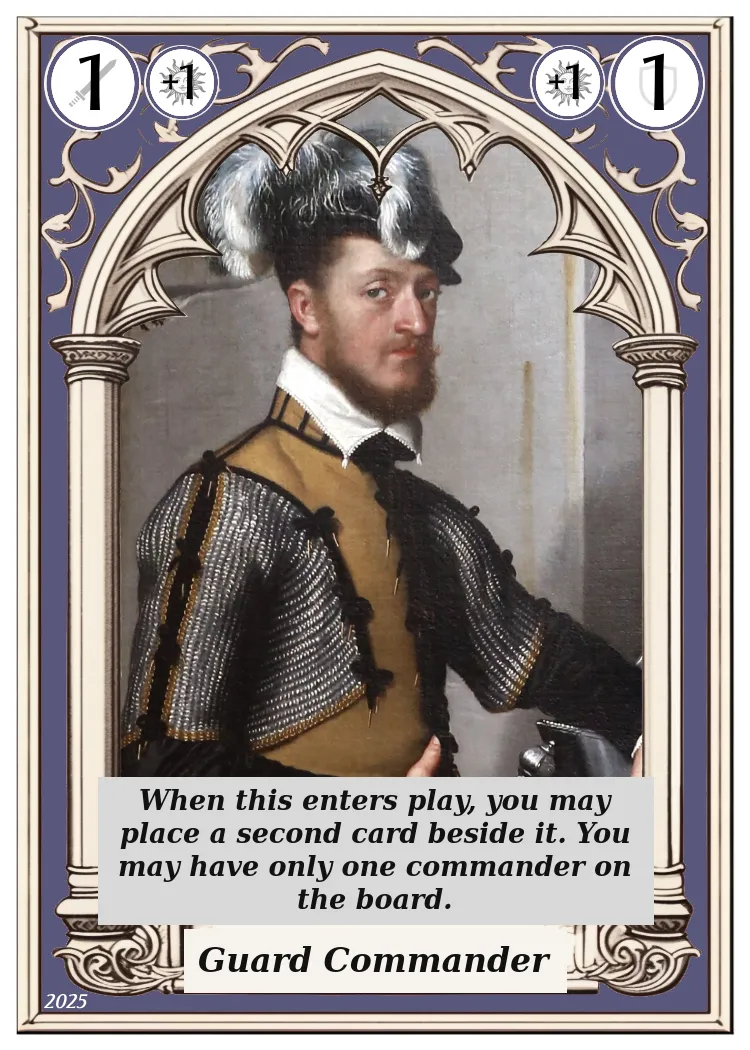 1 +1 +1 1
When this enters play, you may
place a second card beside it. You
may have only one commander on
the board.
Guard Commander
2025